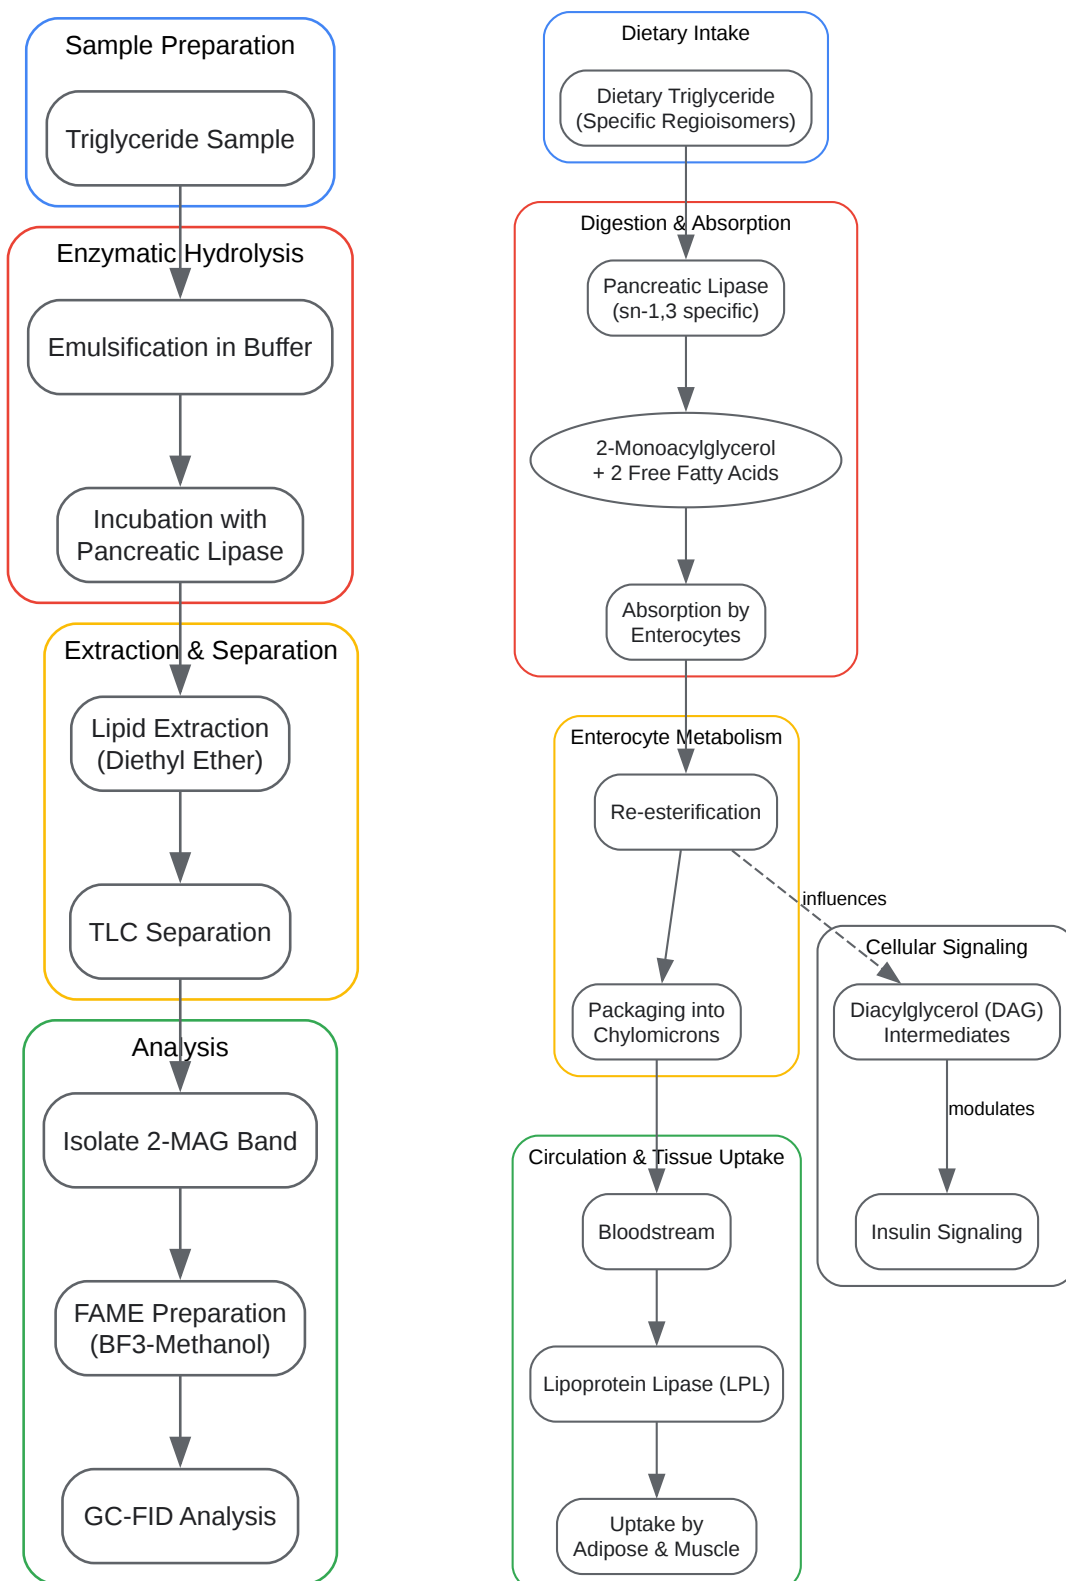 Sample Preparation
Triglyceride Sample
Enzymatic Hydrolysis
Emulsification in Buffer
Incubation with
Pancreatic Lipase
Extraction & Separation
Lipid Extraction
(Diethyl Ether)
TLC Separation
Analysis
Isolate 2-MAG Band
FAME Preparation
(BF3-Methanol)
GC-FID Analysis
Dietary Intake
Dietary Triglyceride
(Specific Regioisomers)
Digestion & Absorption
Pancreatic Lipase
(sn-1,3 specific)
2-Monoacylglycerol
+ 2 Free Fatty Acids
Absorption by
Enterocytes
Enterocyte Metabolism
Re-esterification
influences
Packaging into
Chylomicrons
Cellular Signaling
Diacylglycerol (DAG)
Intermediates
modulates
Insulin Signaling
Circulation & Tissue Uptake
Bloodstream
Lipoprotein Lipase (LPL)
Uptake by
Adipose & Muscle